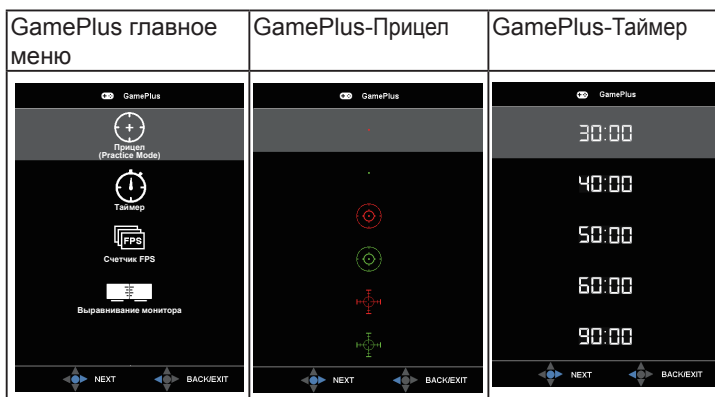 GamePlus главное
меню
GamePlus-Прицел
GamePlus-Таймер
GamePlus
Прицел
(Practice Mode)
Таймер
FPS
Счетчик FPS
Выравнивание монитора
NEXT BACK/EXIT
GamePlus
NEXT BACK/EXIT
GamePlus
30:00
40:00
50:00
60:00
90:00
NEXT BACK/EXIT